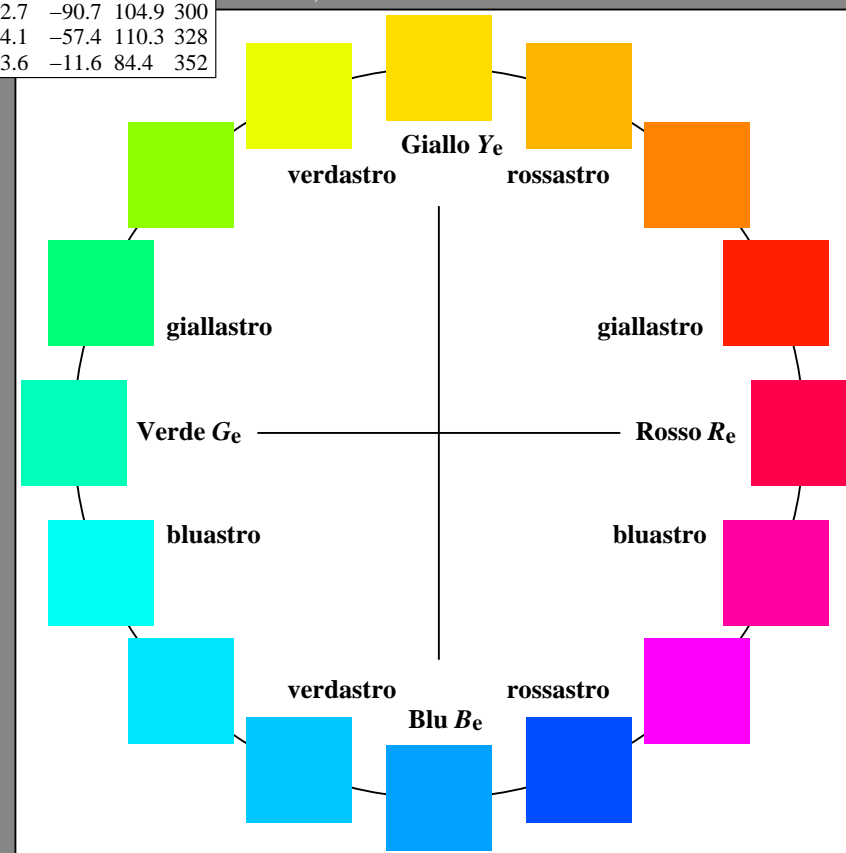 2.7 −90.7 104.9 300
4.1 −57.4 110.3 328
3.6 −11.6 84.4 352
Giallo Ye
verdastro rossastro
giallastro giallastro
Verde Ge Rosso Re
bluastro bluastro
verdastro rossastro
Blu Be